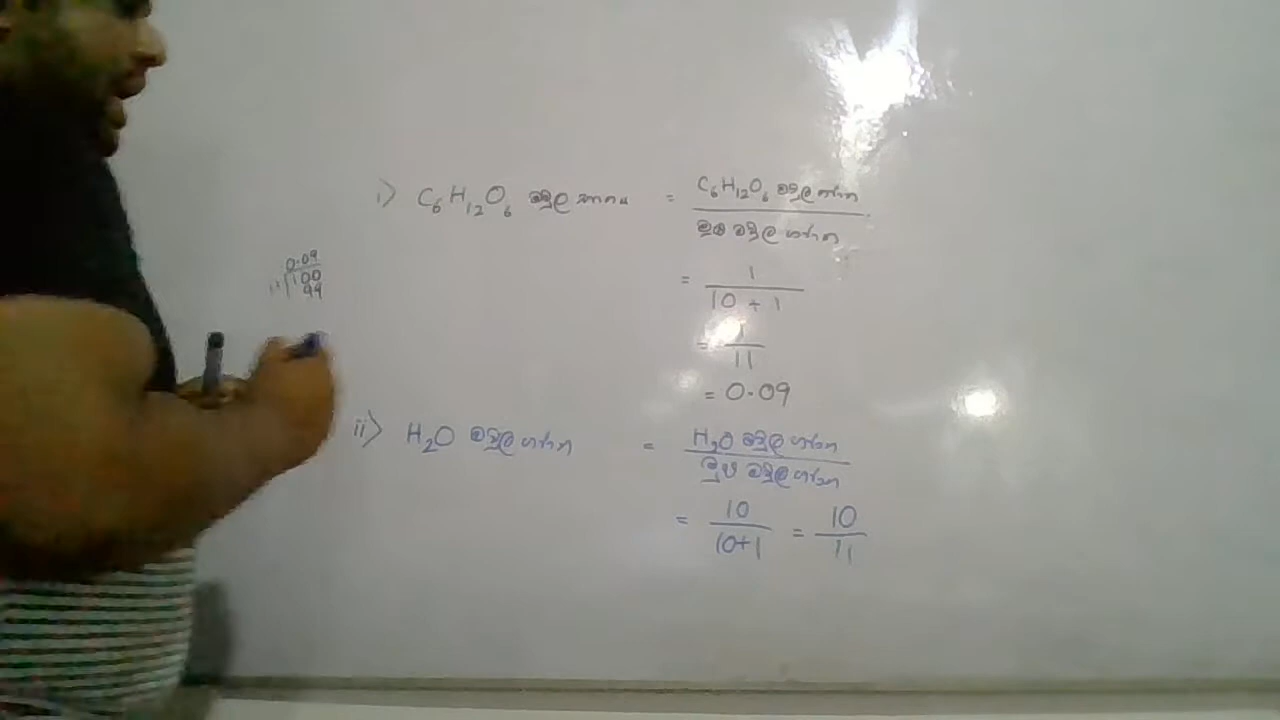 0.09
11 100
99
i) C₆H₁₂O₆ මවුල භාගය = C₆H₁₂O₆ මවුල ගණන
මුළු මවුල ගණන
= 1
10 + 1
= 1
11
= 0.09
ii) H₂O මවුල ගණන = H₂O මවුල ගණන
මුළු මවුල ගණන
= 10 = 10
10+1 11